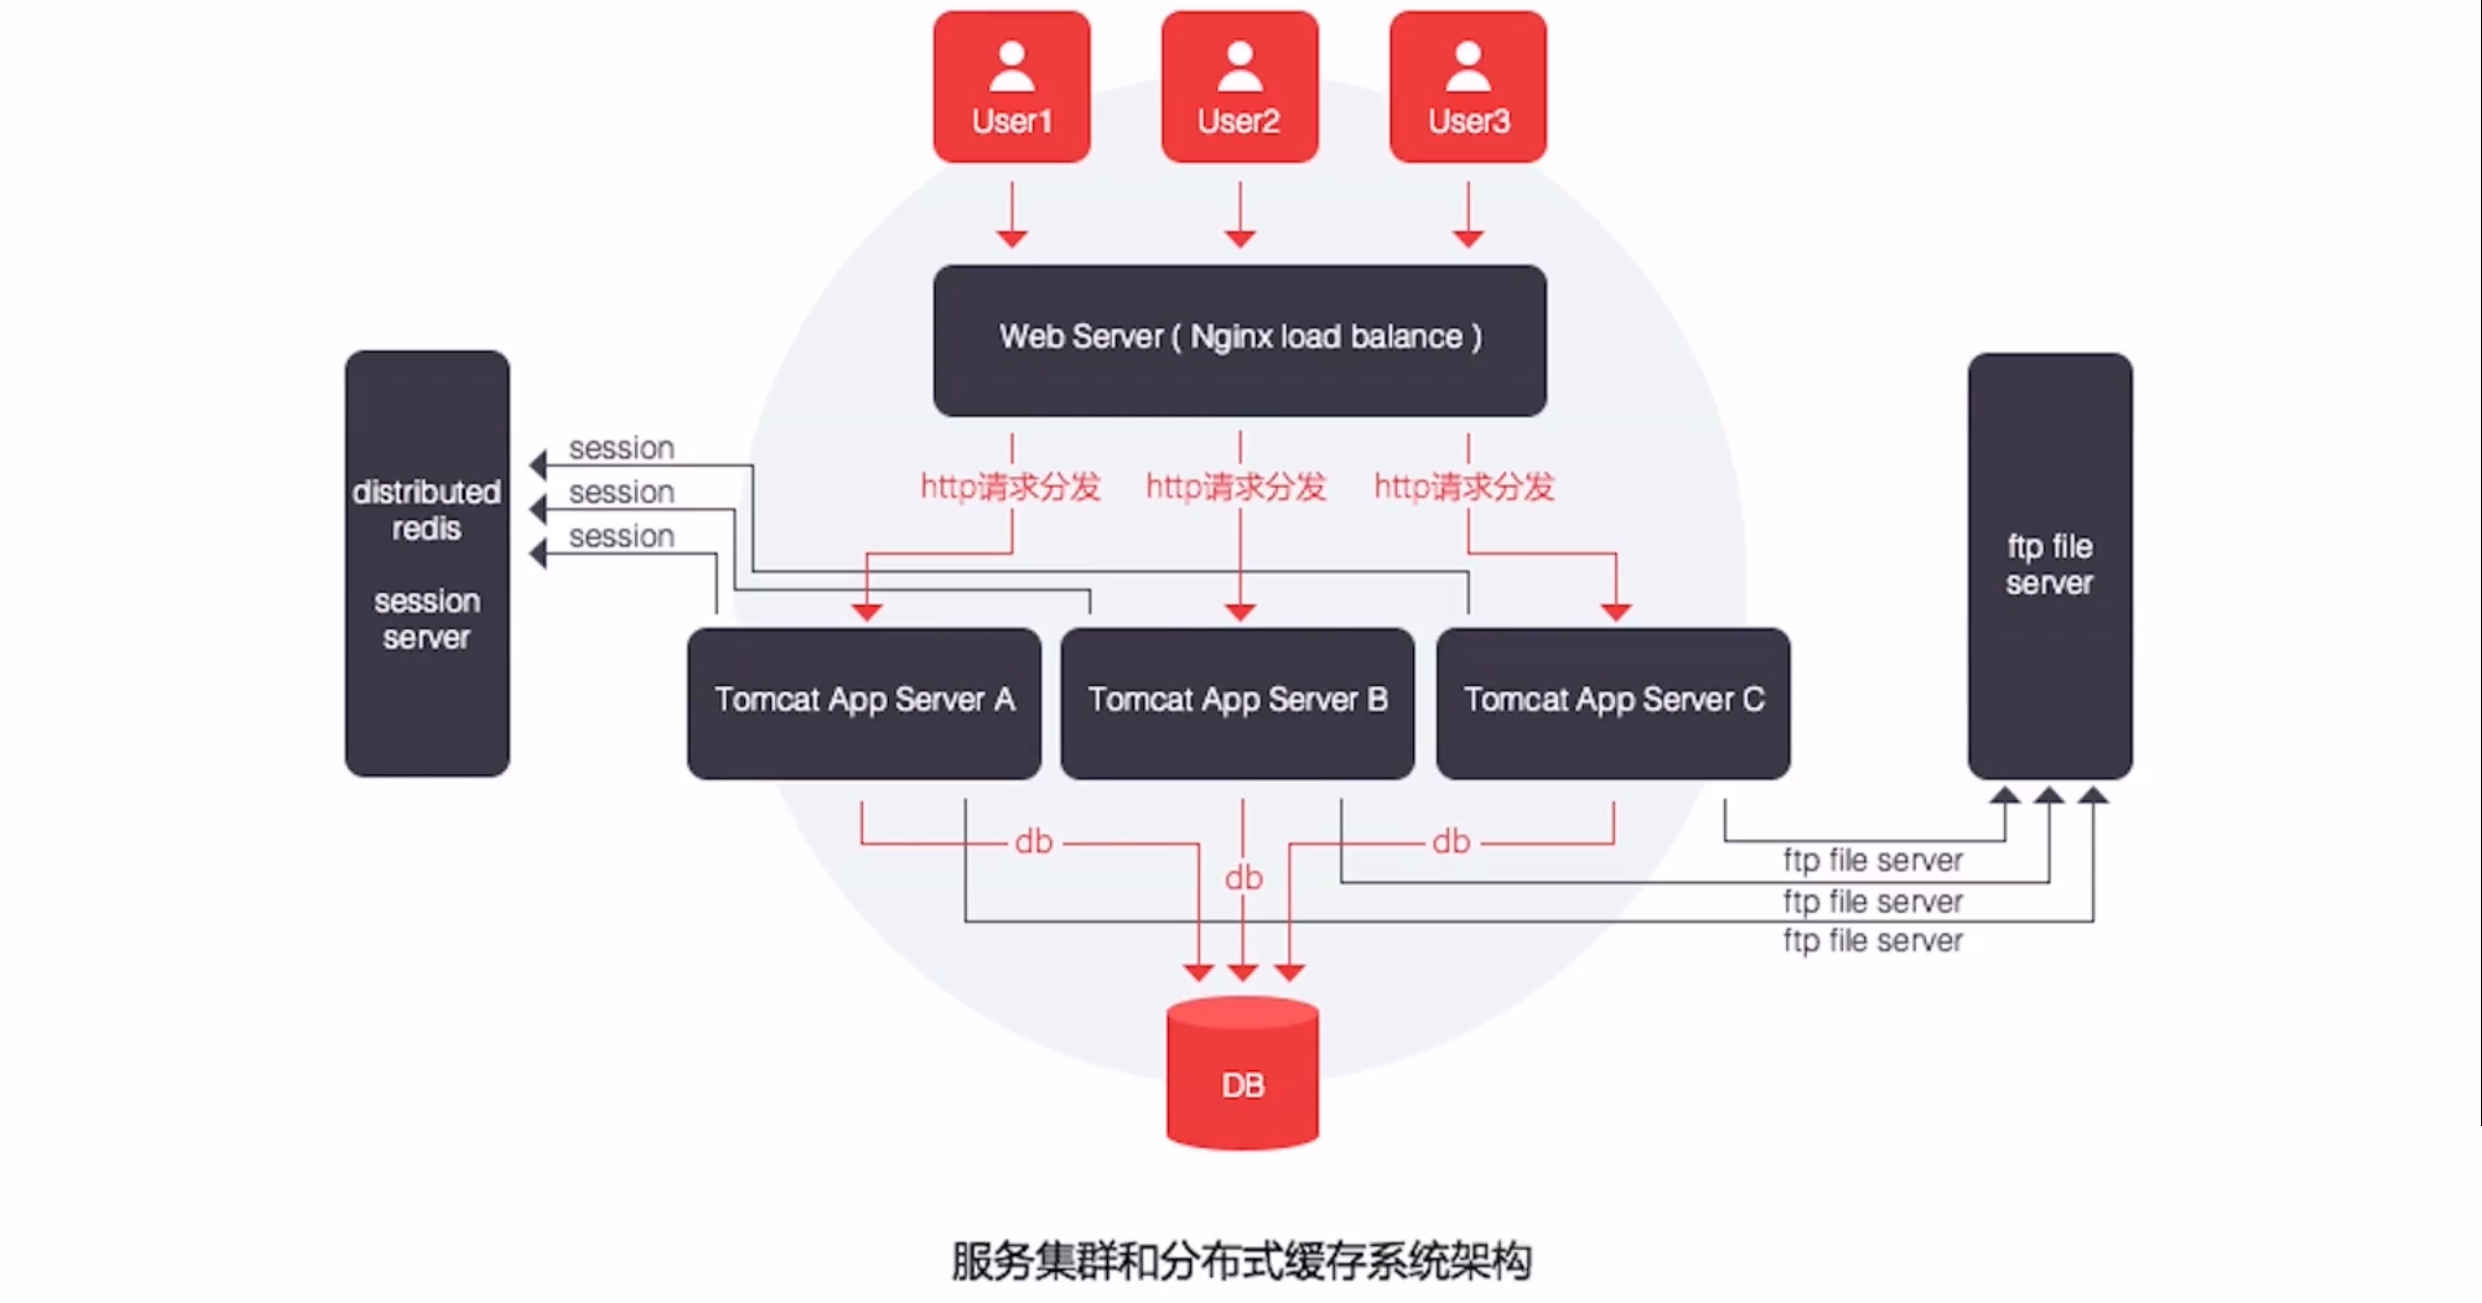 User1
User2
User3
Web Server ( Nginx load balance )
session
session
session
http请求分发
http请求分发
http请求分发
distributed
redis
session
server
ftp file
server
Tomcat App Server A
Tomcat App Server B
Tomcat App Server C
db
db
db
ftp file server
ftp file server
ftp file server
DB
服务集群和分布式缓存系统架构